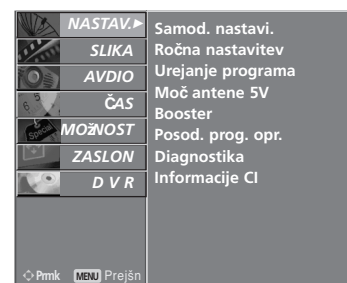 NASTAV.
SLIKA
AVDIO
ČAS
MOžNOST
ZASLON
D V R
Samod. nastavi.
Ročna nastavitev
Urejanje programa
Moč antene 5V
Booster
Posod. prog. opr.
Diagnostika
Informacije CI
Prmk MENU Prejšn
Special